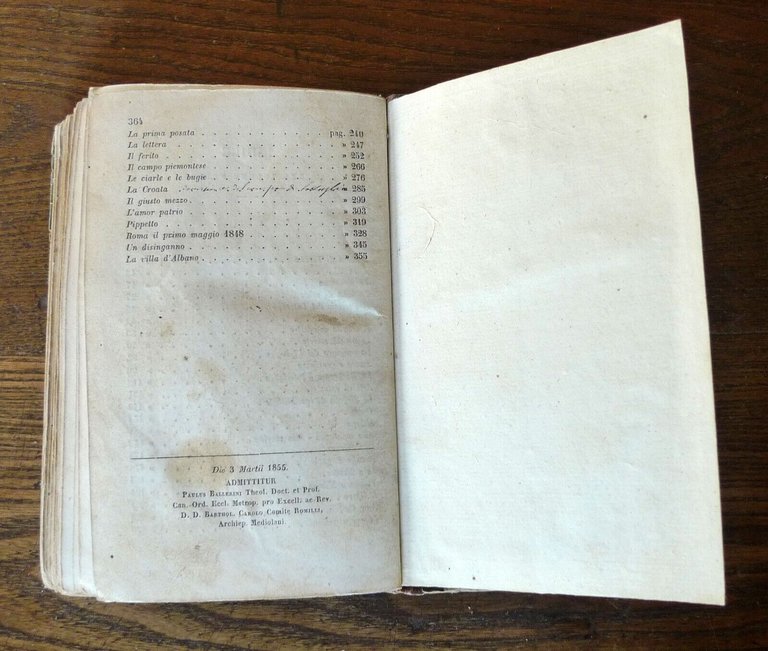 364
La prima posata . . . . . . . . . . . . pag. 240
La lettera . . . . . . . . . . . . » 247
Il ferito . . . . . . . . . . . . » 252
Il campo piemontese . . . . . . . . . . » 266
Le viarle e le bugie . . . . . . . . . . » 276
La Croata » 285
Il giusto mezzo . . . . . . . . . . . » 299
L'amor patrio . . . . . . . . . . . » 303
Pippetto . . . . . . . . . . . . » 319
Roma il primo maggio 1848 . . . . . . . . » 328
Un disinganno . . . . . . . . . . . » 345
La villa d'Albano . . . . . . . . . . . » 355
Die 3 Martii 1855.
ADMITTITUR
PAULUS BALLERINI Theol. Doct. et Prof.
Can.-Ord. Eccl. Metrop. pro Excell. ac Rev.
D. D. BARTHOL. CAROLO Comite ROMILLI,
Archiep. Mediolani.